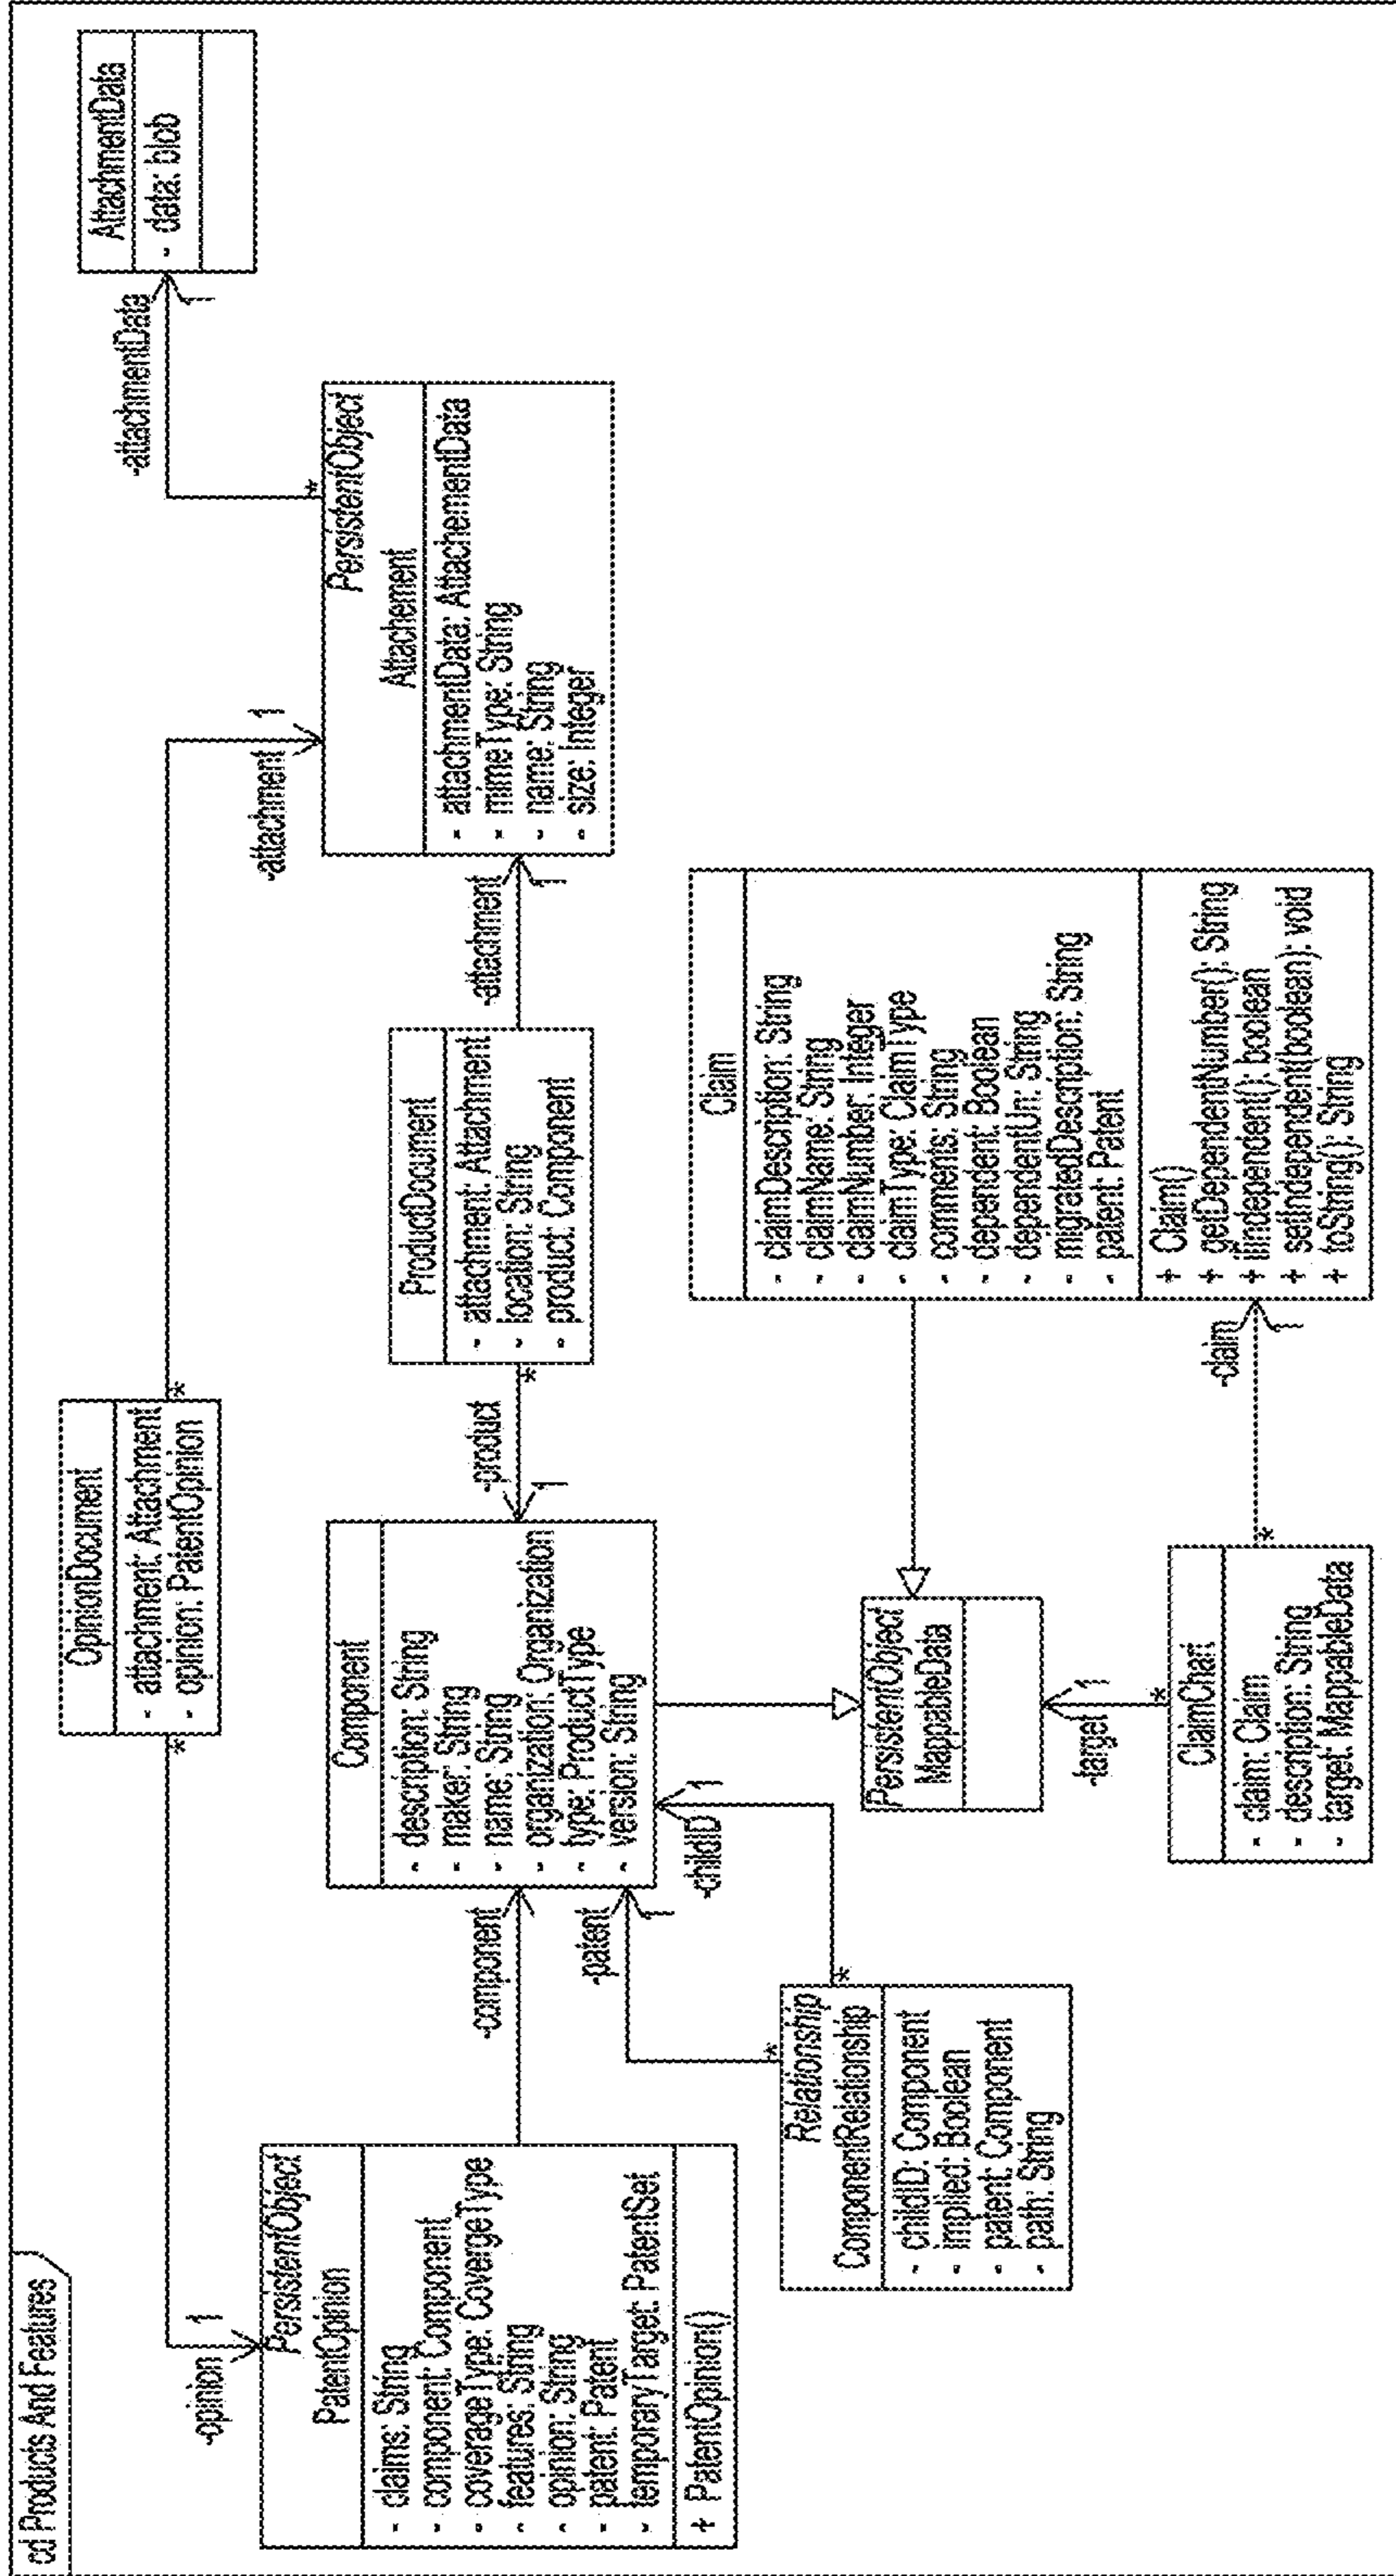 cd Products And Features
OpinionDocument
- attachment: Attachment
- opinion: PatentOpinion
*
*
-opinion
1
-attachment
1
AttachmentData
- data: blob
-attachmentData
1
PersistentObject
PatentOpinion
- claims: String
- component: Component
- coverageType: CovergeType
- features: String
- opinion: String
- patent: Patent
- temporaryTarget: PatentSet
+ PatentOpinion()
-component
Component
- description: String
- maker: String
- name: String
- organization: Organization
- type: ProductType
- version: String
-product
1
*
ProductDocument
- attachment: Attachment
- location: String
- product: Component
-attachment
1
PersistentObject
Attachement
- attachmentData: AttachementData
- mimeType: String
- name: String
- size: Integer
*
-patent
1
-childID
1
*
*
Relationship
ComponentRelationship
- childID: Component
- implied: Boolean
- patent: Component
- path: String
PersistentObject
MappableData
-target
1
*
ClaimChart
- claim: Claim
- description: String
- target: MappableData
*
-claim
1
Claim
- claimDescription: String
- claimName: String
- claimNumber: Integer
- claimType: ClaimType
- comments: String
- dependent: Boolean
- dependentUn: String
- migratedDescription: String
- patent: Patent
+ Claim()
+ getDependentNumber(): String
+ ifIndependent(): boolean
+ setIndependent(boolean): void
+ toString(): String